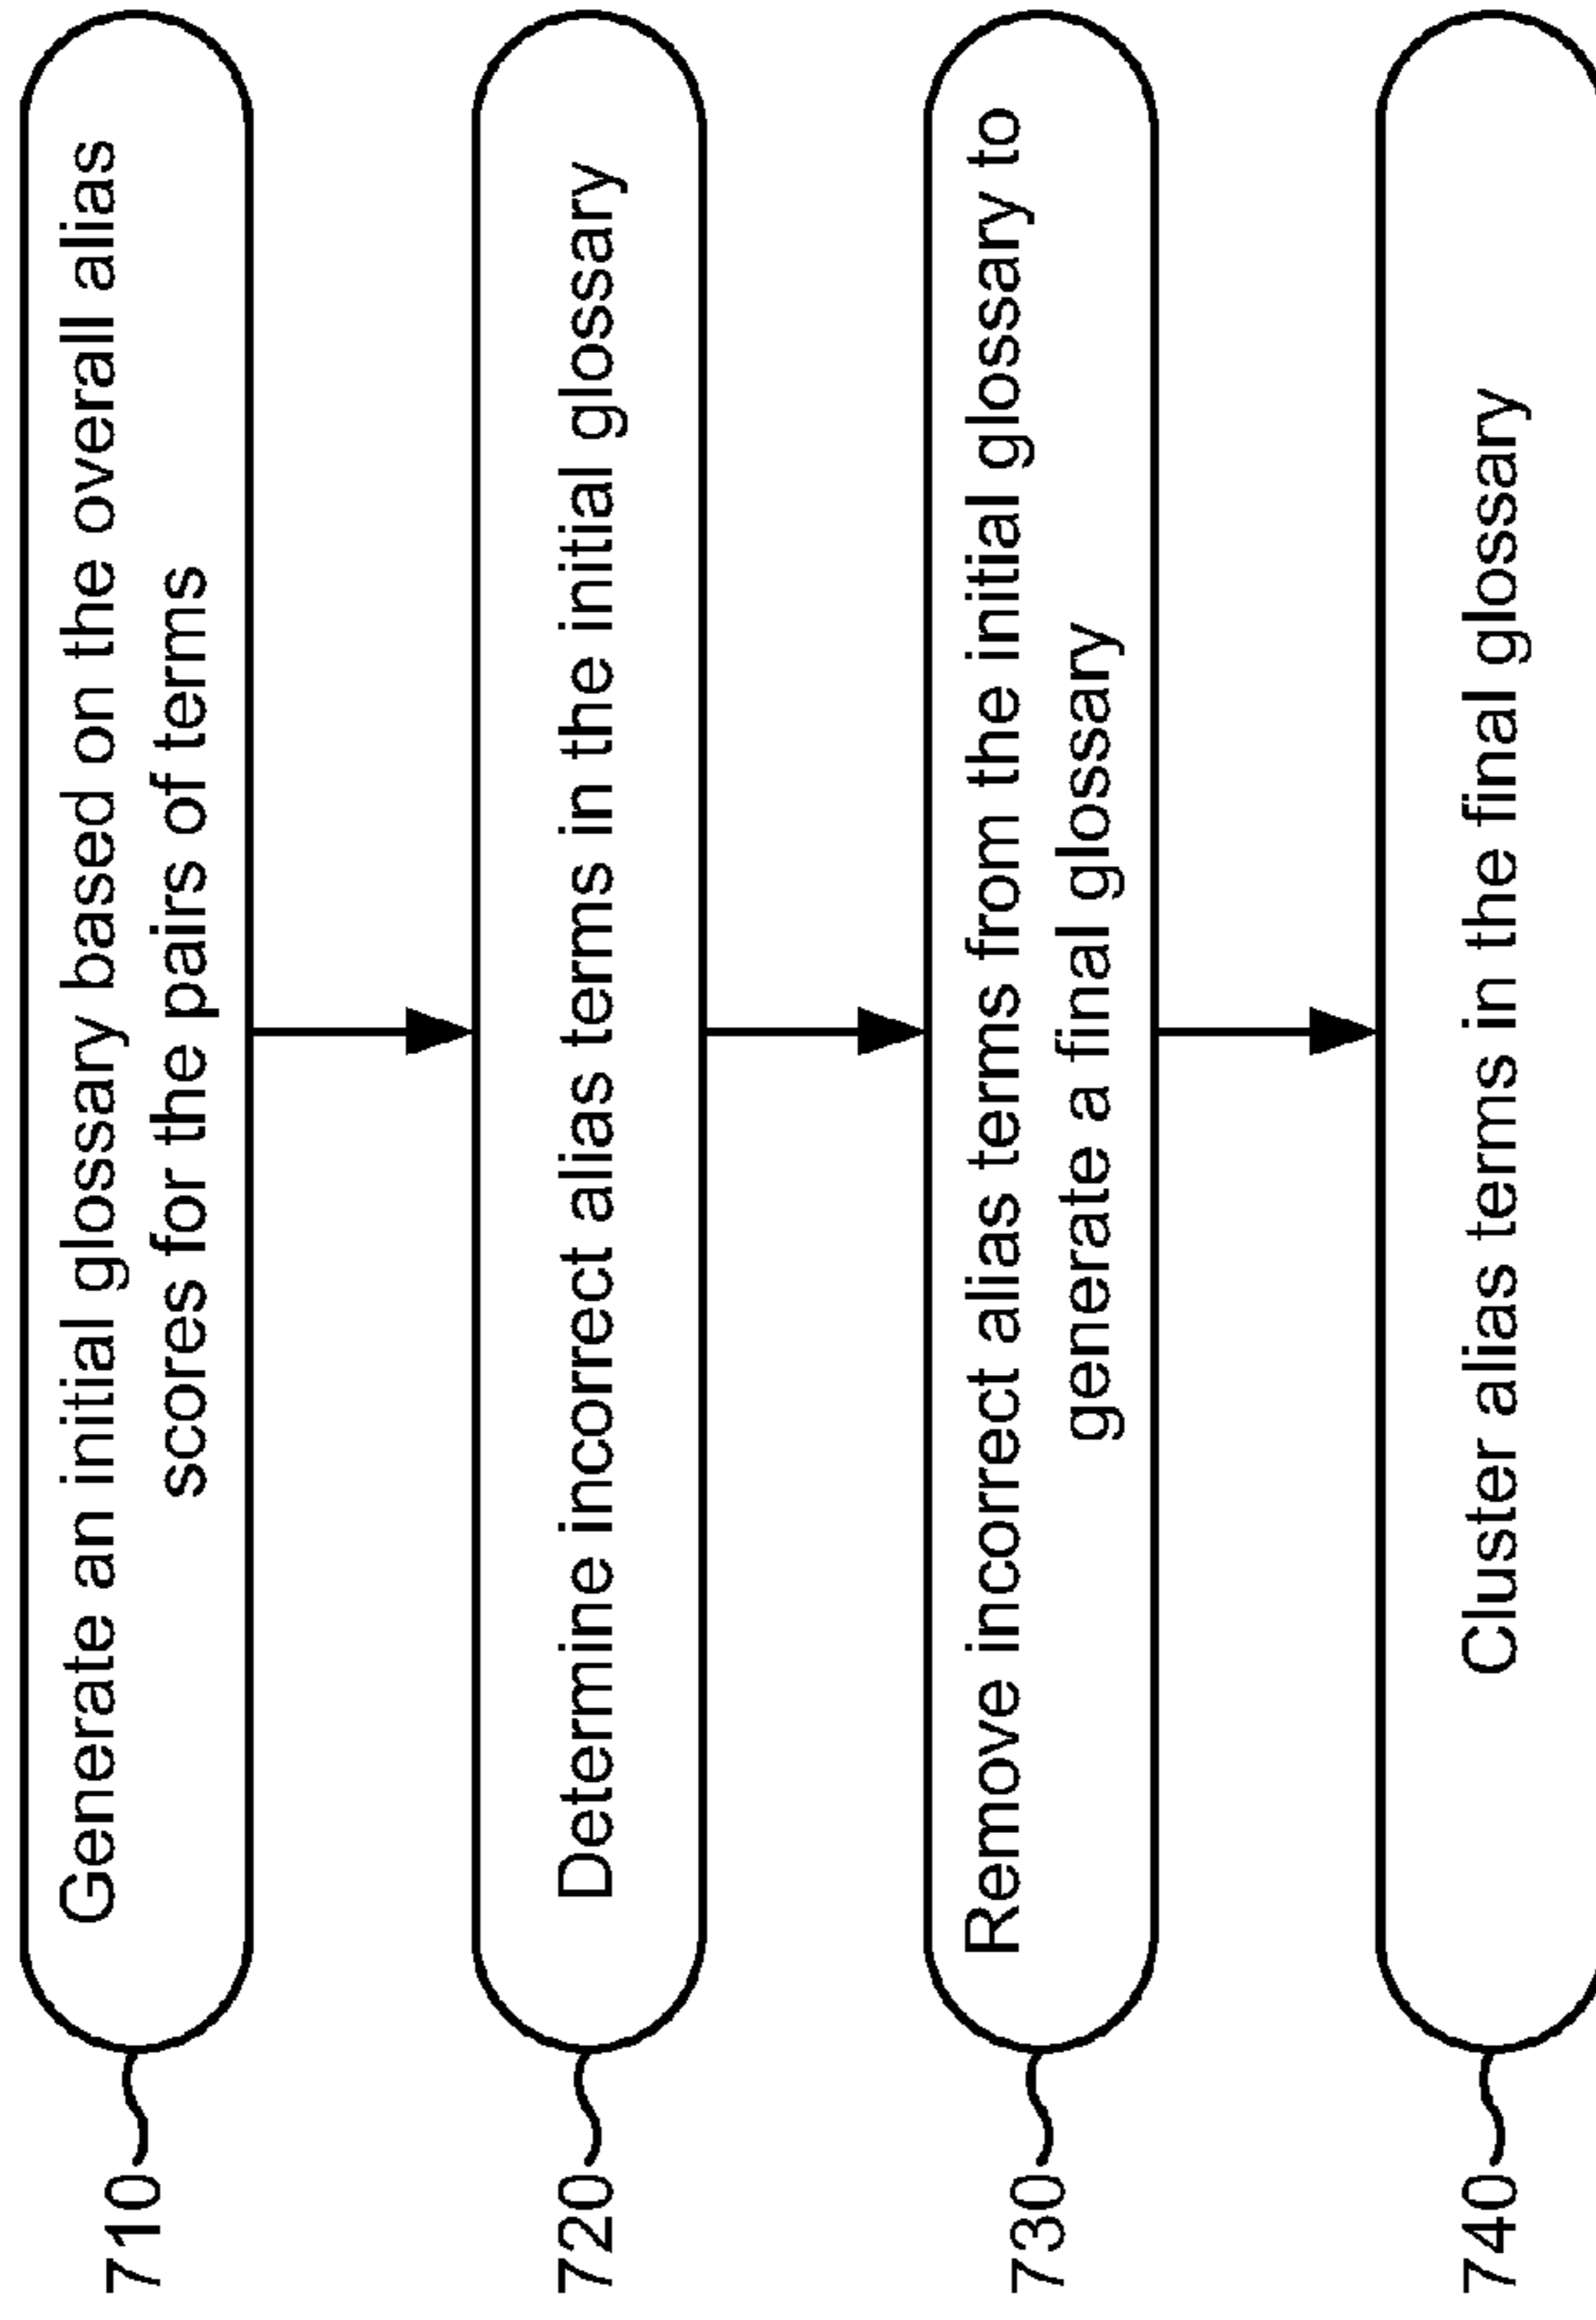 710
Generate an initial glossary based on the overall alias
scores for the pairs of terms
720
Determine incorrect alias terms in the initial glossary
730
Remove incorrect alias terms from the initial glossary to
generate a final glossary
740
Cluster alias terms in the final glossary